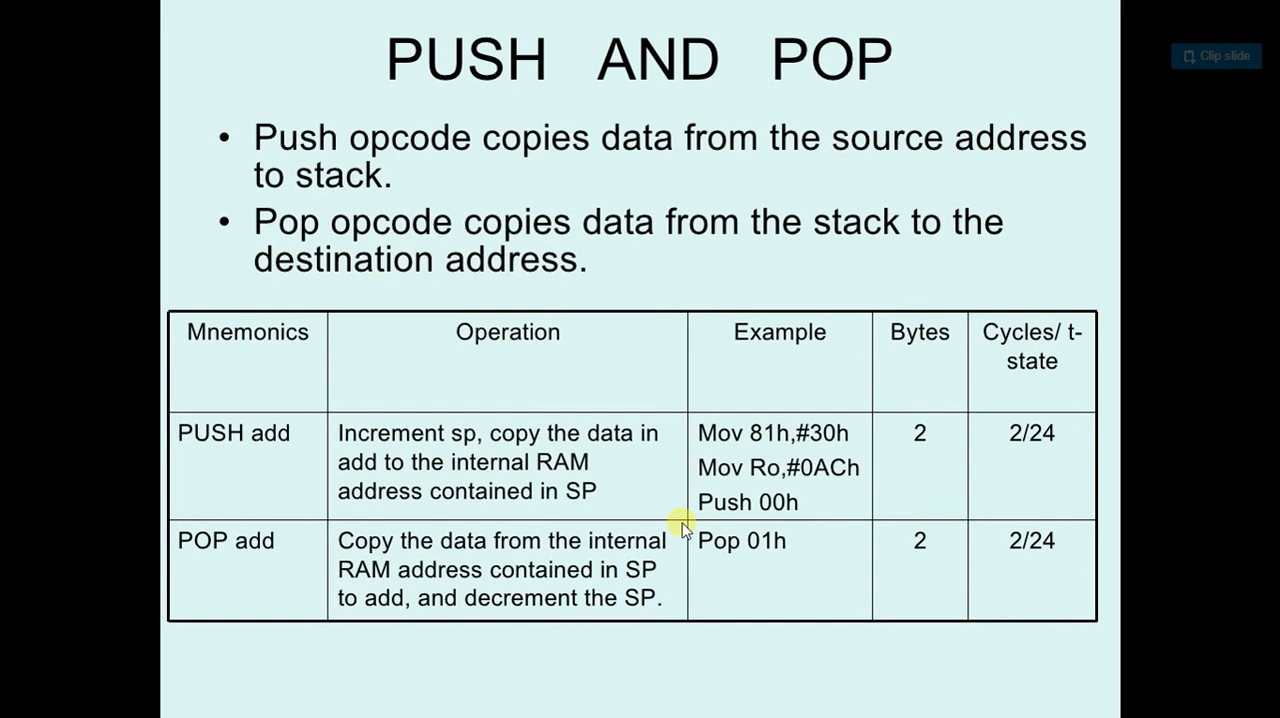 PUSH AND POP
Clip slide
• Push opcode copies data from the source address
to stack.
• Pop opcode copies data from the stack to the
destination address.
Mnemonics Operation Example Bytes Cycles/ t-
state
PUSH add Increment sp, copy the data in Mov 81h,#30h 2 2/24
add to the internal RAM Mov Ro,#0ACh
address contained in SP Push 00h
POP add Copy the data from the internal Pop 01h 2 2/24
RAM address contained in SP
to add, and decrement the SP.